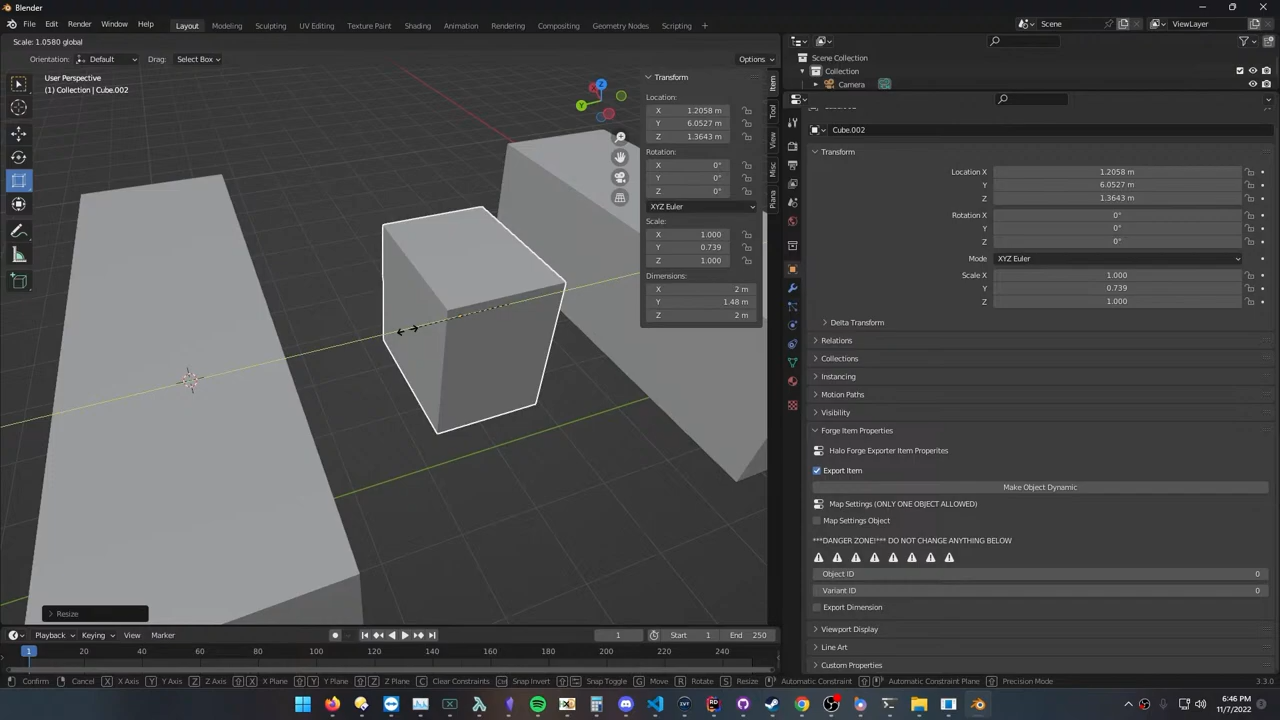 Blender
File Edit Render Window Help Layout Modeling Sculpting UV Editing Texture Paint Shading Animation Rendering Compositing Geometry Nodes Scripting + Scene ViewLayer
Scale: 1.0580 global
Orientation: Default Drag: Select Box Options
User Perspective
(1) Collection | Cube.002
Transform
Location:
X 1.2058 m
Y 6.0527 m
Z 1.3643 m
Rotation:
X 0°
Y 0°
Z 0°
XYZ Euler
Scale:
X 1.000
Y 0.739
Z 1.000
Dimensions:
X 2 m
Y 1.48 m
Z 2 m
Item
Tool
View
Misc
Scene Collection
Collection
Camera
Cube.002
Transform
Location X 1.2058 m
Y 6.0527 m
Z 1.3643 m
Rotation X 0°
Y 0°
Z 0°
Mode XYZ Euler
Scale X 1.000
Y 0.739
Z 1.000
Delta Transform
Relations
Collections
Instancing
Motion Paths
Visibility
Forge Item Properties
Halo Forge Exporter Item Properites
Export Item
Make Object Dynamic
Map Settings (ONLY ONE OBJECT ALLOWED)
Map Settings Object
***DANGER ZONE!*** DO NOT CHANGE ANYTHING BELOW
Object ID 0
Variant ID 0
Export Dimension
Viewport Display
Line Art
Custom Properties
Resize
Playback Keying View Marker 1 Start 1 End 250
1 20 40 60 80 100 120 140 160 180 200 220 240
Confirm Cancel X X Axis Y Y Axis Z Z Axis X X Plane Y Y Plane Z Z Plane C Clear Constraints Snap Invert Snap Toggle G Move R Rotate S Resize Automatic Constraint Automatic Constraint Plane Precision Mode 3.3.0
6:46 PM
11/7/2022